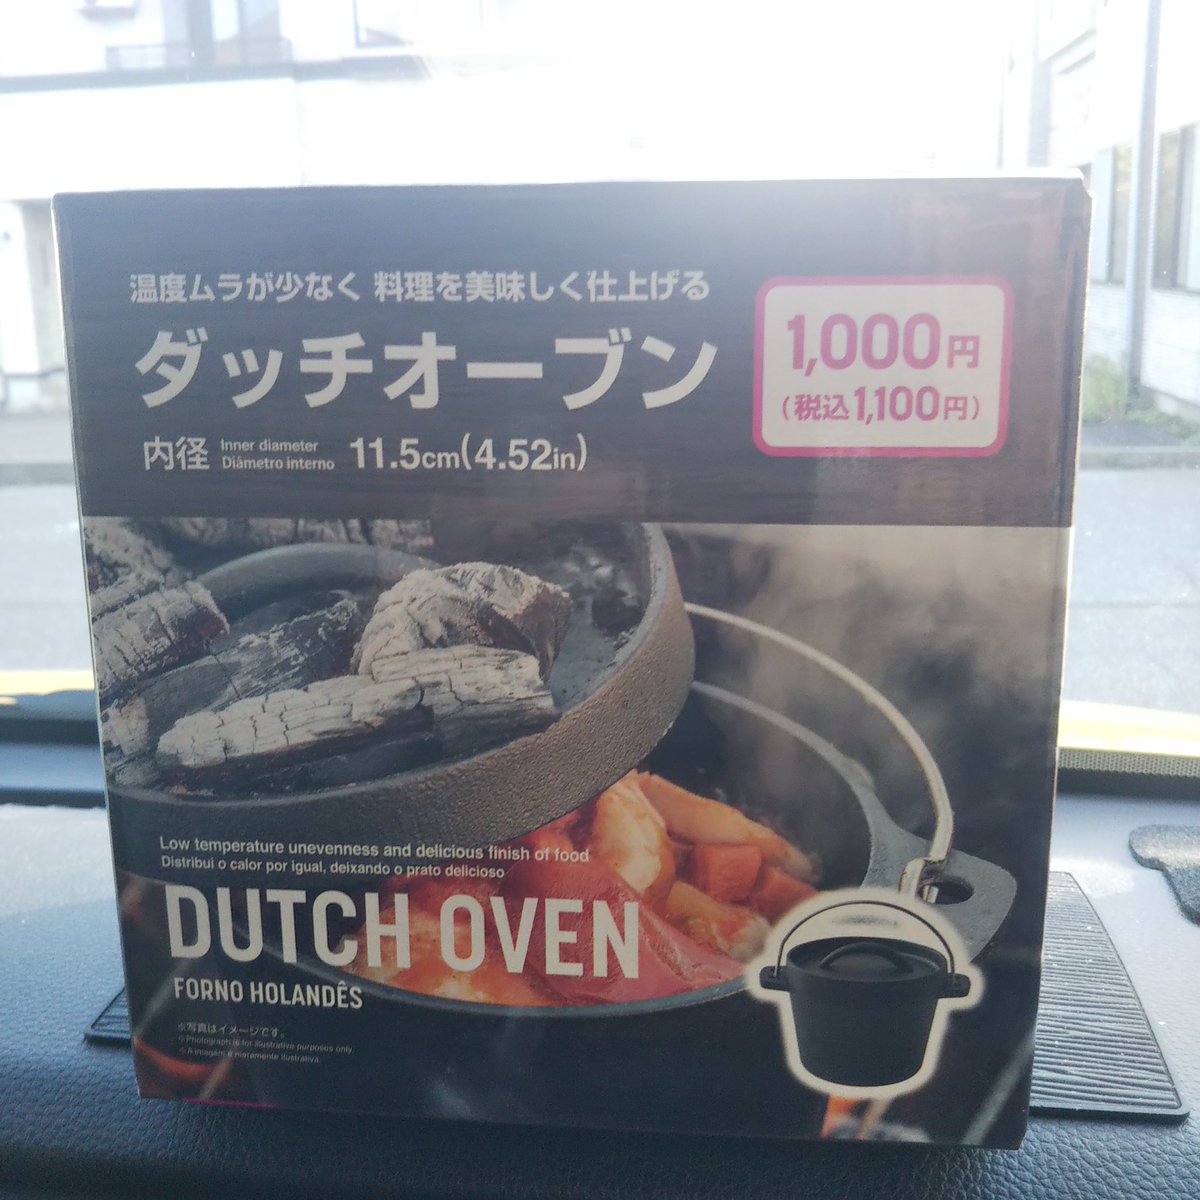 温度ムラが少なく 料理を美味しく仕上げる
ダッチオーブン
1,000円
(税込1,100円)
内径 Inner diameter Diâmetro interno 11.5cm(4.52in)
Low temperature unevenness and delicious finish of food
Distribui o calor por igual, deixando o prato delicioso
DUTCH OVEN
FORNO HOLANDÊS
※写真はイメージです。
※Photograph is for illustrative purposes only.
※A imagem é meramente ilustrativa.